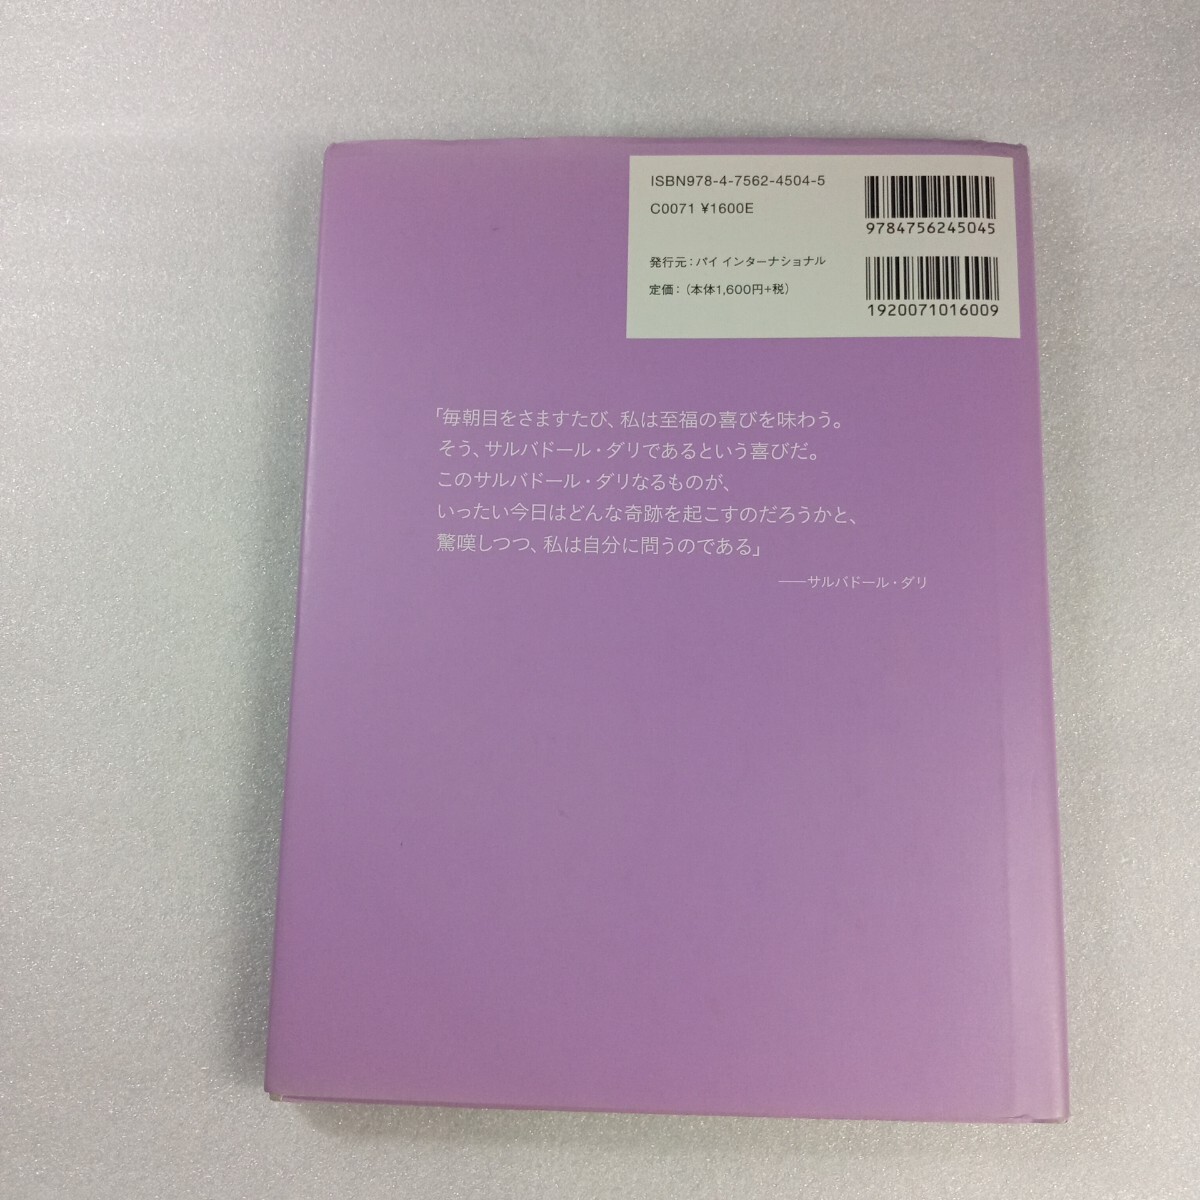 ISBN978-4-7562-4504-5
C0071 ¥1600E
発行元：パイ インターナショナル
定価：（本体1,600円+税）
9784756245045
1920071016009
「毎朝目をさますたび、私は至福の喜びを味わう。
そう、サルバドール・ダリであるという喜びだ。
このサルバドール・ダリなるものが、
いったい今日はどんな奇跡を起こすのだろうかと、
驚嘆しつつ、私は自分に問うのである」
——サルバドール・ダリ